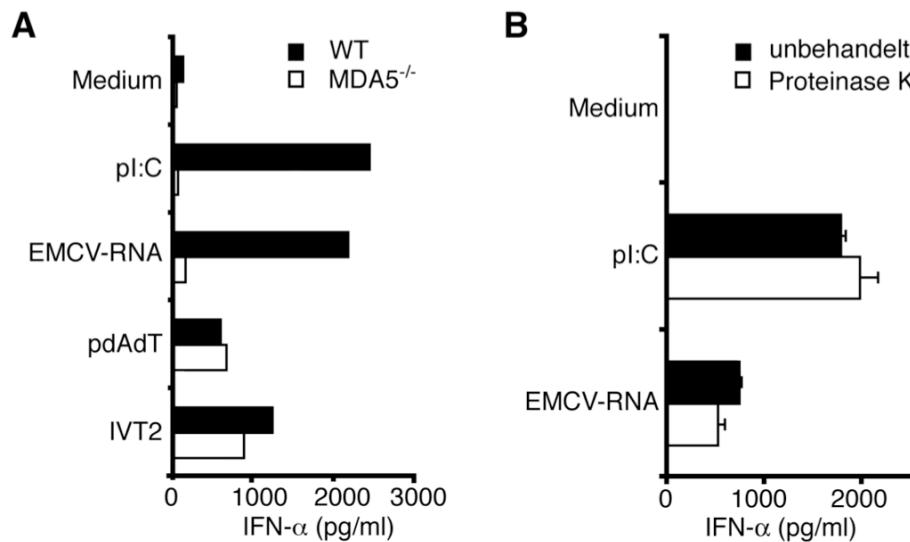 A
WT
MDA5-/-
Medium
pI:C
EMCV-RNA
pdAdT
IVT2
0 1000 2000 3000
IFN-α (pg/ml)
B
unbehandelt
Proteinase K
Medium
pI:C
EMCV-RNA
0 1000 2000
IFN-α (pg/ml)